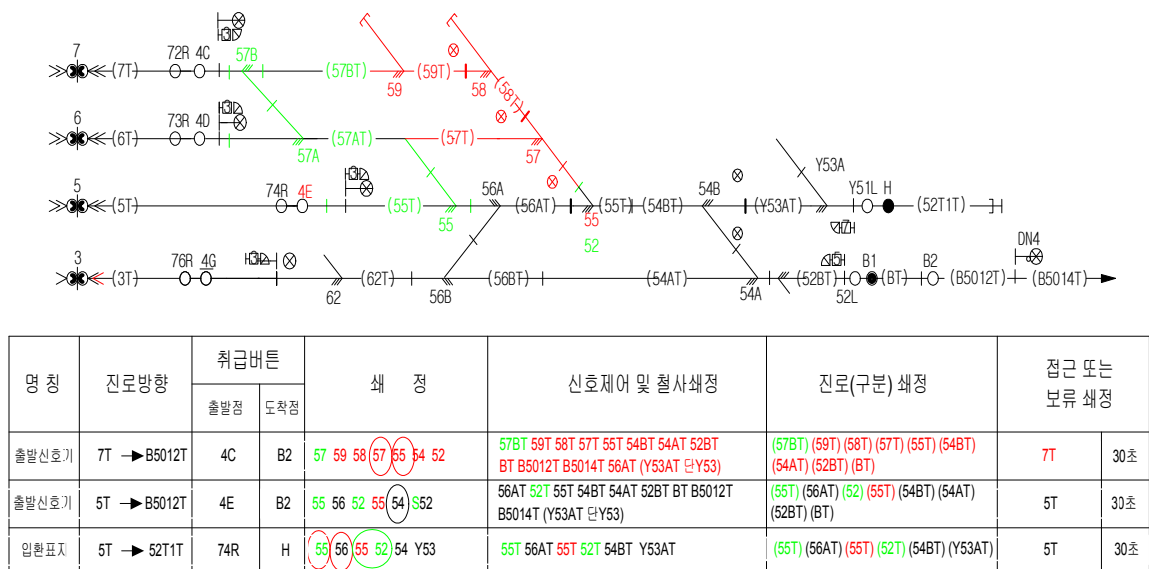 7 72R 4C 3 57B (7T) (57BT) 59 (59T) 58 (58T)
6 73R 4D 3 (6T) 57A (57AT) (57T) 57
5 74R 4E 3 (5T) (55T) 55 56A (56AT) 55 52 (55T) (54BT) 54B (Y53AT) Y53A Y51L H 7 (52T1T)
3 76R 4G 3 (3T) 62 (62T) 56B (56BT) (54AT) 54A (52BT) 5 52L B1 (BT) B2 (B5012T) DN4 (B5014T)
명 칭 진로방향 취급버튼 쇄 정 신호제어 및 철사쇄정 진로(구분) 쇄정 접근 또는
보류 쇄정
출발점 도착점
출발신호기 7T → B5012T 4C B2 57 59 58 57 55 54 52 57BT 59T 58T 57T 55T 54BT 54AT 52BT (57BT) (59T) (58T) (57T) (55T) (54BT) 7T 30초
BT B5012T B5014T 56AT (Y53AT 단Y53) (54AT) (52BT) (BT)
출발신호기 5T → B5012T 4E B2 55 56 52 55 54 S52 56AT 52T 55T 54BT 54AT 52BT BT B5012T (55T) (56AT) (52) (55T) (54BT) (54AT) 5T 30초
B5014T (Y53AT 단Y53) (52BT) (BT)
입환표지 5T → 52T1T 74R H 55 56 55 52 54 Y53 55T 56AT 55T 52T 54BT Y53AT (55T) (56AT) (55T) (52T) (54BT) (Y53AT) 5T 30초